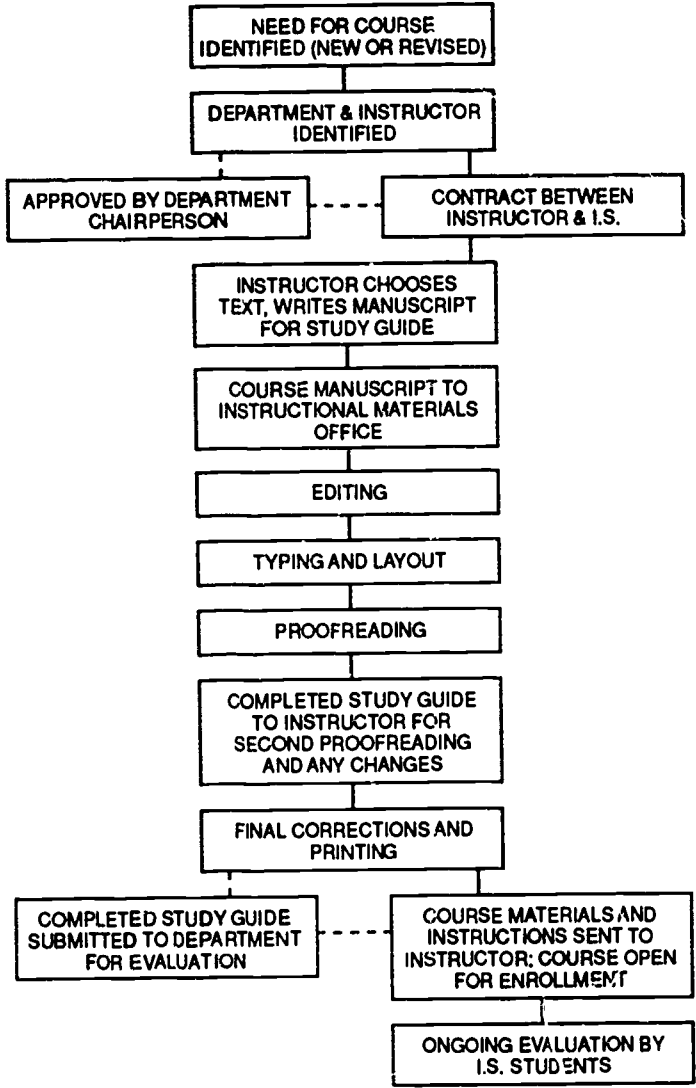 NEED FOR COURSE
IDENTIFIED (NEW OR REVISED)
DEPARTMENT & INSTRUCTOR
IDENTIFIED
APPROVED BY DEPARTMENT
CHAIRPERSON
CONTRACT BETWEEN
INSTRUCTOR & I.S.
INSTRUCTOR CHOOSES
TEXT, WRITES MANUSCRIPT
FOR STUDY GUIDE
COURSE MANUSCRIPT TO
INSTRUCTIONAL MATERIALS
OFFICE
EDITING
TYPING AND LAYOUT
PROOFREADING
COMPLETED STUDY GUIDE
TO INSTRUCTOR FOR
SECOND PROOFREADING
AND ANY CHANGES
FINAL CORRECTIONS AND
PRINTING
COMPLETED STUDY GUIDE
SUBMITTED TO DEPARTMENT
FOR EVALUATION
COURSE MATERIALS AND
INSTRUCTIONS SENT TO
INSTRUCTOR; COURSE OPEN
FOR ENROLLMENT
ONGOING EVALUATION BY
I.S. STUDENTS